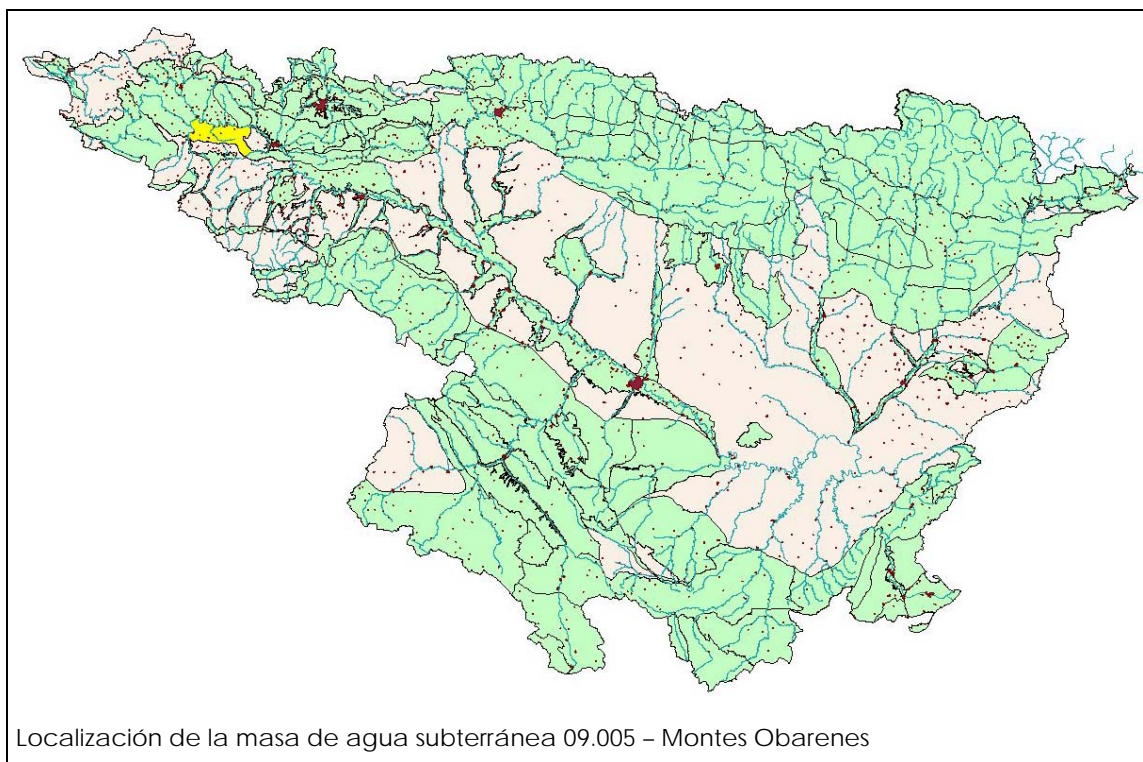 Localización de la masa de agua subterránea 09.005 – Montes Obarenes